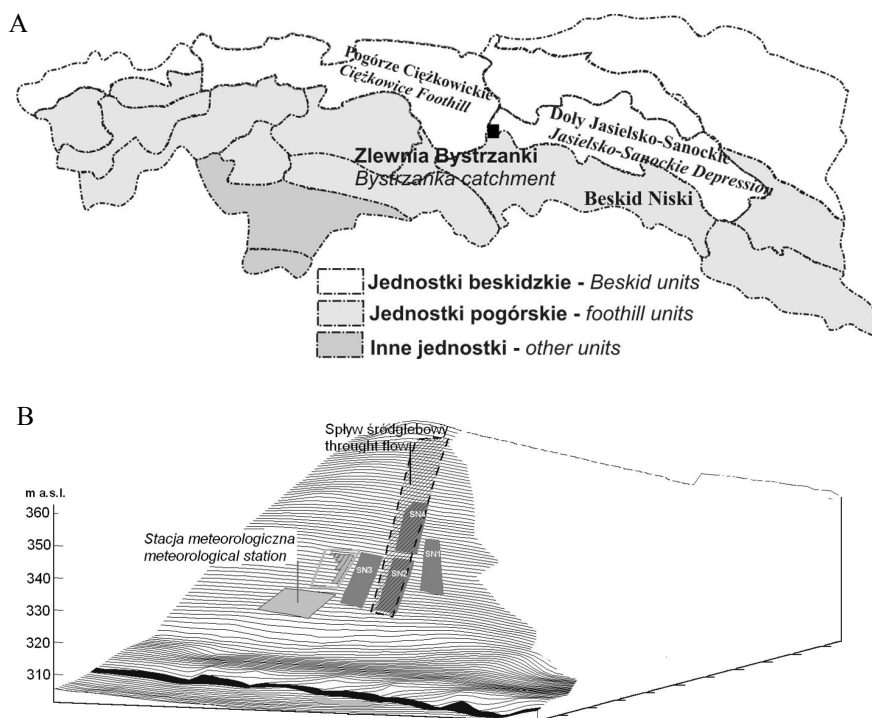 A
Pogórze Ciężkowickie
Ciężkowice Foothill
Doły Jasielsko-Sanockie
Jasielsko-Sanockie Depression
Zlewnia Bystrzanki
Bystrzanka catchment
Beskid Niski
Jednostki beskidzkie - Beskid units
Jednostki pogórskie - foothill units
Inne jednostki - other units
B
Spływ śródglebowy
throught flowy
m a.s.l.
360
350
340
330
320
310
Stacja meteorologiczna
meteorological station
SN4
SN1
SN3
SN2